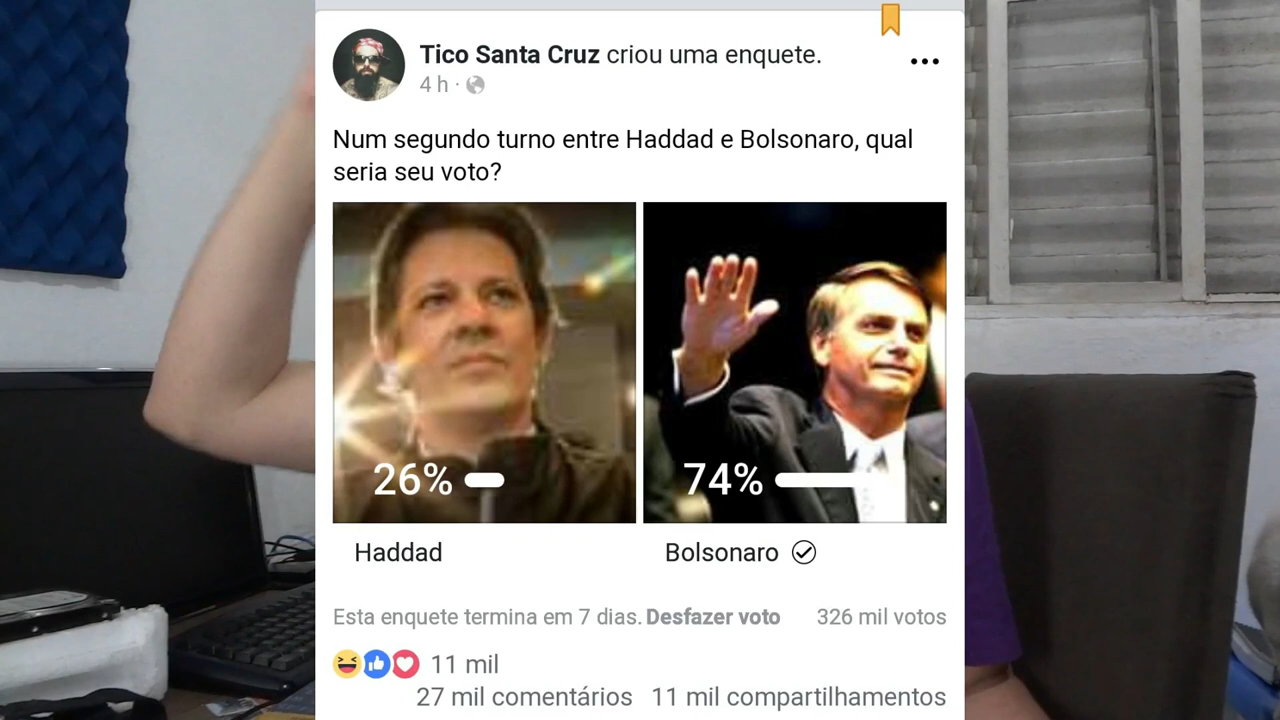 Tico Santa Cruz criou uma enquete.
4 h ·
Num segundo turno entre Haddad e Bolsonaro, qual
seria seu voto?
26%
74%
Haddad
Bolsonaro
Esta enquete termina em 7 dias. Desfazer voto 326 mil votos
11 mil
27 mil comentários 11 mil compartilhamentos